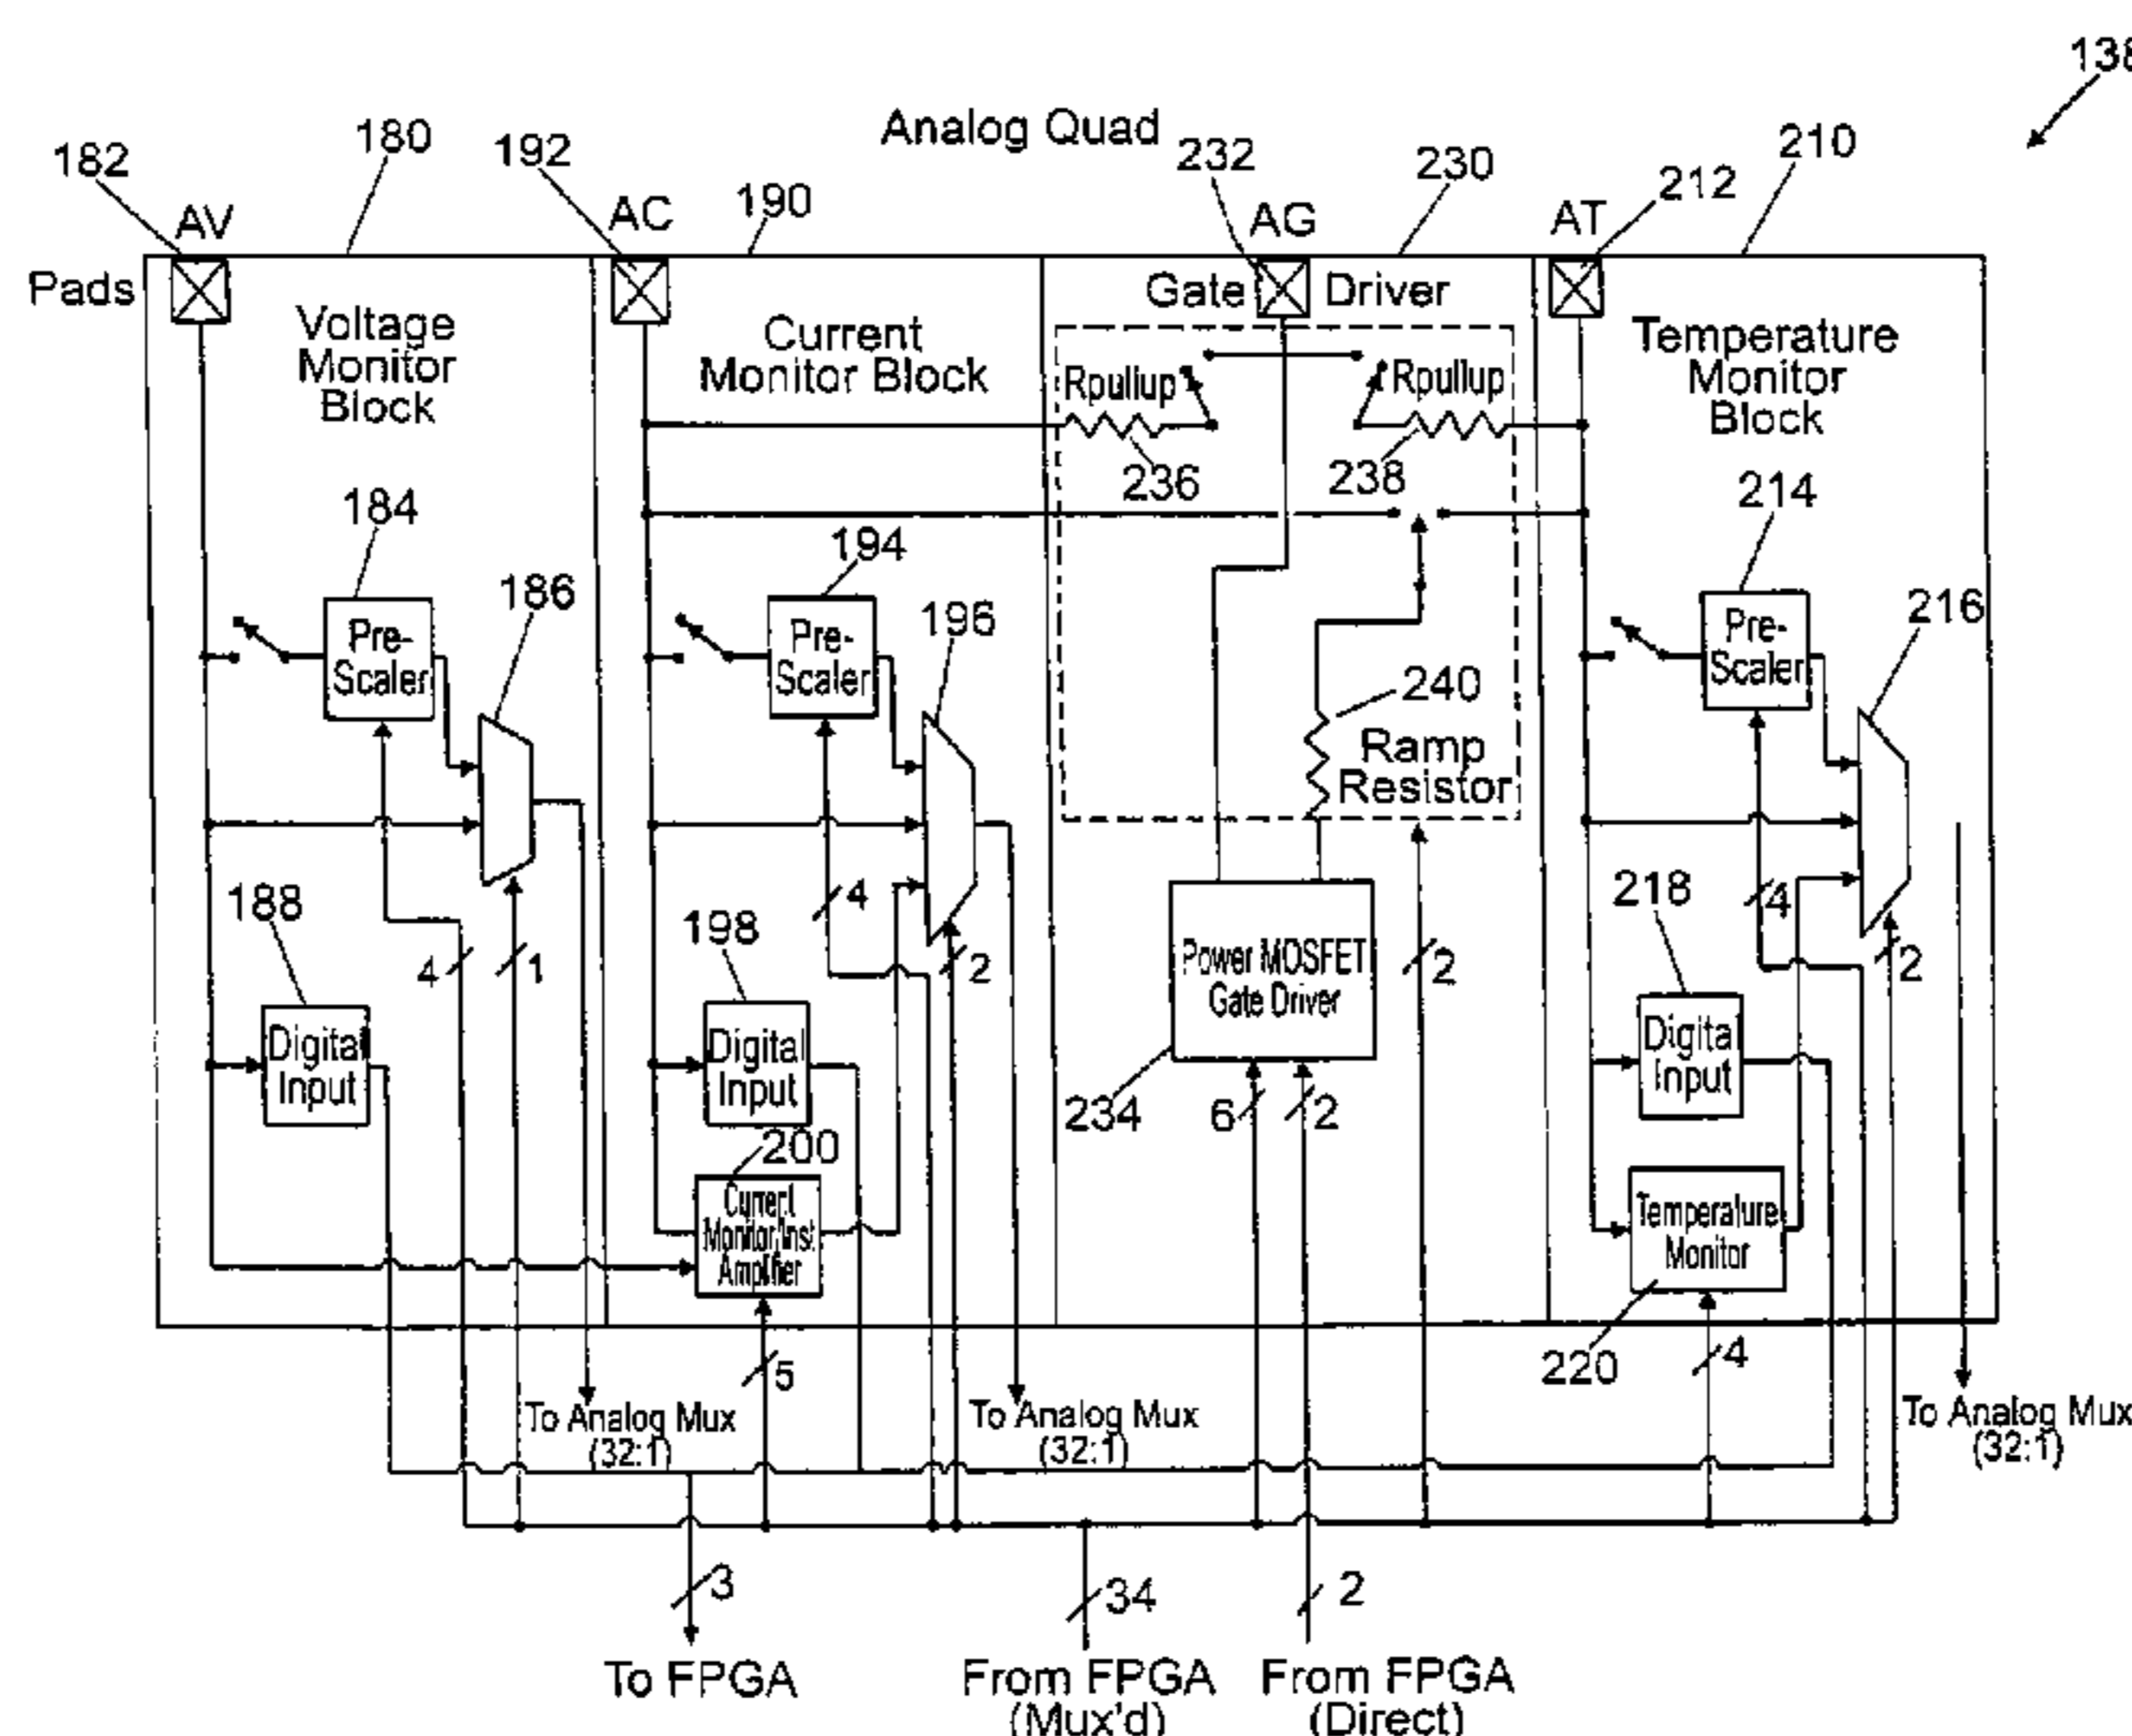 138
Analog Quad
182
180
192
190
232
230
212
210
AV
AC
AG
AT
Pads
Voltage
Monitor
Block
Current
Monitor Block
Gate
Driver
Temperature
Monitor
Block
Rpullup
Rpullup
236
238
184
186
194
196
214
216
Pre-
Scaler
Pre-
Scaler
Pre-
Scaler
240
Ramp
Resistor
188
4
1
198
4
2
Power MOSFET
Gate Driver
2
218
4
2
Digital
Input
Digital
Input
Digital
Input
234
6
2
200
Current
Monitor/Inst
Amplifier
Temperature
Monitor
220
5
4
To Analog Mux
(32:1)
To Analog Mux
(32:1)
To Analog Mux
(32:1)
3
34
2
To FPGA
From FPGA
(Mux'd)
From FPGA
(Direct)